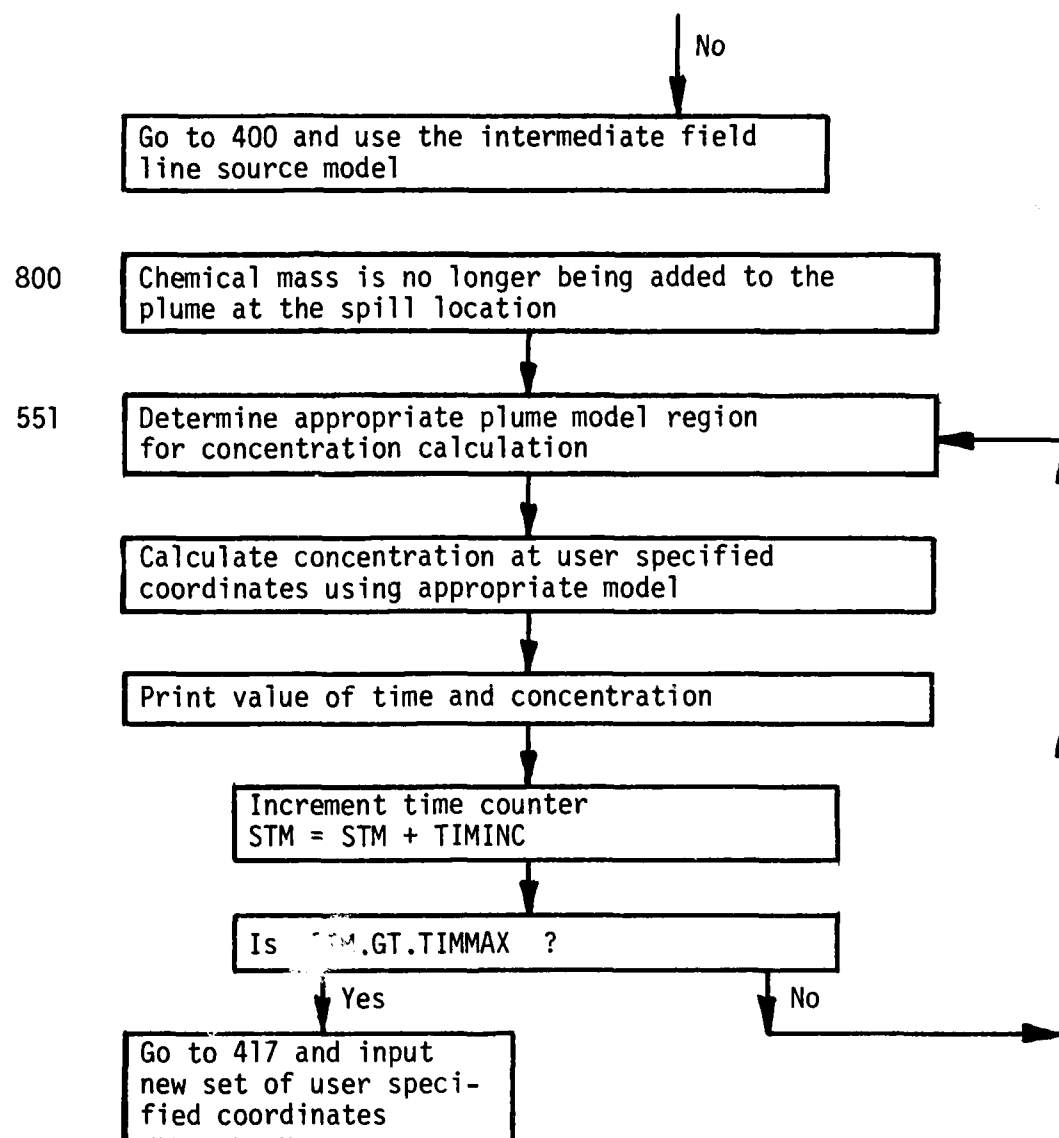 No
Go to 400 and use the intermediate field
line source model
800
Chemical mass is no longer being added to the
plume at the spill location
551
Determine appropriate plume model region
for concentration calculation
Calculate concentration at user specified
coordinates using appropriate model
Print value of time and concentration
Increment time counter
STM = STM + TIMINC
Is STM.GT.TIMMAX ?
Yes
No
Go to 417 and input
new set of user speci-
fied coordinates